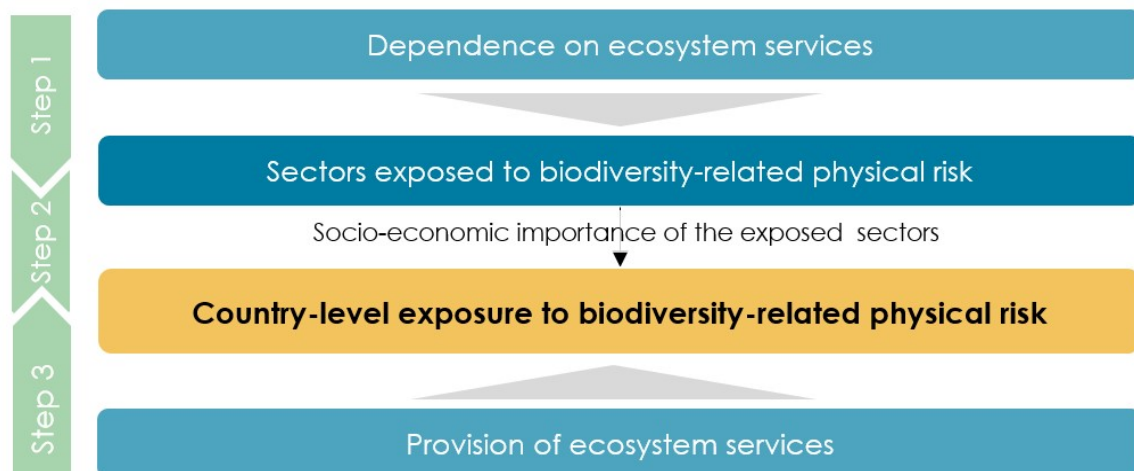 Step 1
Dependence on ecosystem services
Sectors exposed to biodiversity-related physical risk
Step 2
Socio-economic importance of the exposed sectors
Country-level exposure to biodiversity-related physical risk
Step 3
Provision of ecosystem services